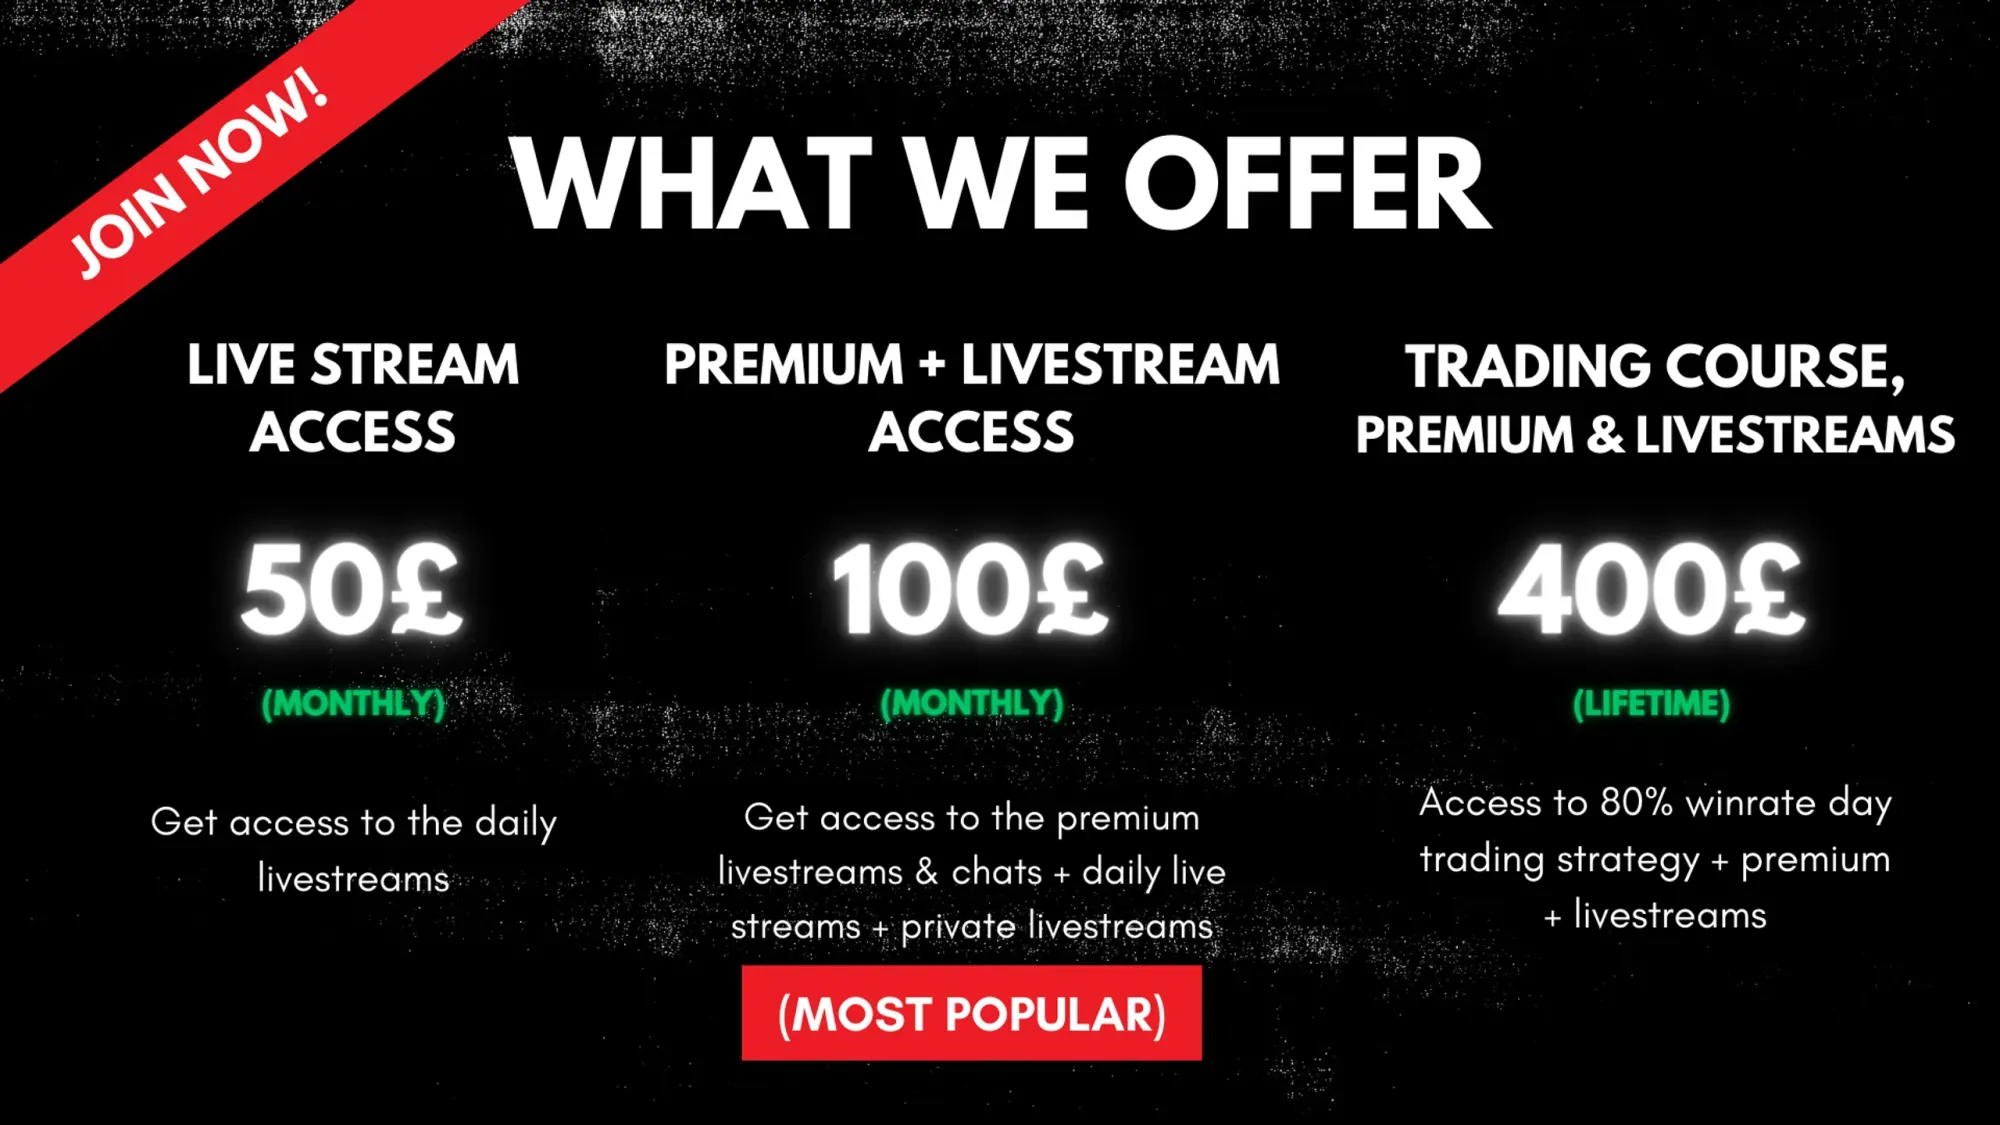 JOIN NOW!
WHAT WE OFFER
LIVE STREAM
ACCESS
50£
(MONTHLY)
Get access to the daily
livestreams
PREMIUM + LIVESTREAM
ACCESS
100£
(MONTHLY)
Get access to the premium
livestreams & chats + daily live
streams + private livestreams
(MOST POPULAR)
TRADING COURSE,
PREMIUM & LIVESTREAMS
400£
(LIFETIME)
Access to 80% winrate day
trading strategy + premium
+ livestreams